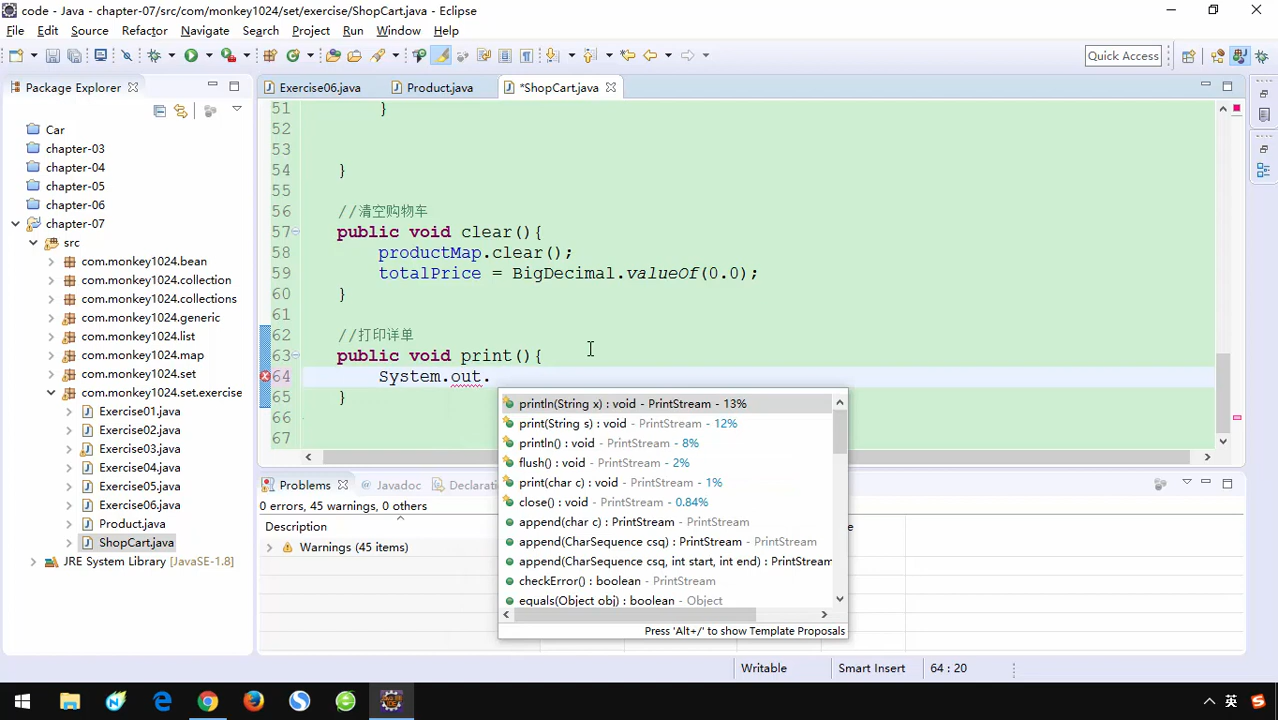 code - Java - chapter-07/src/com/monkey1024/set/exercise/ShopCart.java - Eclipse
File Edit Source Refactor Navigate Search Project Run Window Help
Quick Access
Package Explorer
Exercise06.java Product.java *ShopCart.java
Car
chapter-03
chapter-04
chapter-05
chapter-06
chapter-07
src
com.monkey1024.bean
com.monkey1024.collection
com.monkey1024.collections
com.monkey1024.generic
com.monkey1024.list
com.monkey1024.map
com.monkey1024.set
com.monkey1024.set.exercise
Exercise01.java
Exercise02.java
Exercise03.java
Exercise04.java
Exercise05.java
Exercise06.java
Product.java
ShopCart.java
JRE System Library [JavaSE-1.8]
51 }
52
53
54 }
55
56 //清空购物车
57 public void clear(){
58 productMap.clear();
59 totalPrice = BigDecimal.valueOf(0.0);
60 }
61
62 //打印详单
63 public void print(){
64 System.out.
65 }
66
67
println(String x) : void - PrintStream - 13%
print(String s) : void - PrintStream - 12%
println() : void - PrintStream - 8%
flush() : void - PrintStream - 2%
print(char c) : void - PrintStream - 1%
close() : void - PrintStream - 0.84%
append(char c) : PrintStream - PrintStream
append(CharSequence csq) : PrintStream - PrintStream
append(CharSequence csq, int start, int end) : PrintStream
checkError() : boolean - PrintStream
equals(Object obj) : boolean - Object
Press 'Alt+/' to show Template Proposals
Problems Javadoc Declarati
0 errors, 45 warnings, 0 others
Description
Warnings (45 items)
Writable Smart Insert 64 : 20
英